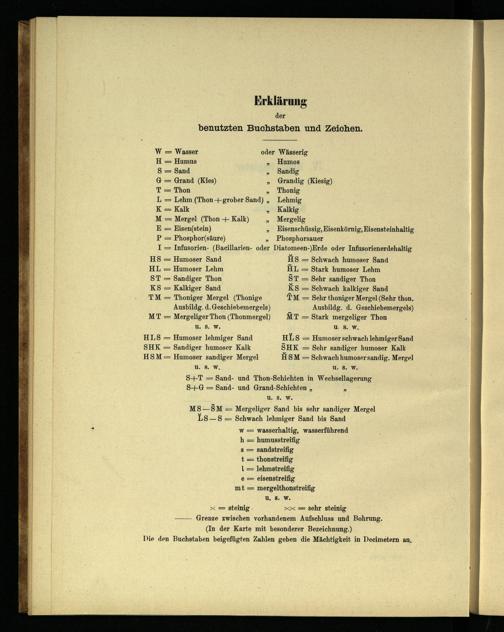 Erklärung
der
benutzten Buchstaben und Zeichen.
W = Wasser oder Wässerig
H = Humus „ Humos
S = Sand „ Sandig
G = Grand (Kies) „ Grandig (Kiesig)
T = Thon „ Thonig
L = Lehm (Thon + grober Sand) „ Lehmig
K = Kalk „ Kalkig
M = Mergel (Thon + Kalk) „ Mergelig
E = Eisen(stein) „ Eisenschüssig, Eisenkörnig, Eisensteinhaltig
P = Phosphor(säure) „ Phosphorsauer
I = Infusorien- (Bacillarien- oder Diatomeen-)Erde oder Infusorienerdehaltig
HS = Humoser Sand H̆S = Schwach humoser Sand
HL = Humoser Lehm H̄L = Stark humoser Lehm
ST = Sandiger Thon S̄T = Sehr sandiger Thon
KS = Kalkiger Sand K̆S = Schwach kalkiger Sand
TM = Thoniger Mergel (Thonige T̄M = Sehr thoniger Mergel (Sehr thon.
Ausbildg. d. Geschiebemergels) Ausbildg. d. Geschiebemergels)
MT = Mergeliger Thon (Thonmergel) M̄T = Stark mergeliger Thon
u. s. w. u. s. w.
HLS = Humoser lehmiger Sand HL̆S = Humoser schwach lehmiger Sand
SHK = Sandiger humoser Kalk S̄HK = Sehr sandiger humoser Kalk
HSM = Humoser sandiger Mergel H̆SM = Schwach humoser sandig. Mergel
u. s. w. u. s. w.
S+T = Sand- und Thon-Schichten in Wechsellagerung
S+G = Sand- und Grand-Schichten „ „
u. s. w.
MS—S̄M = Mergeliger Sand bis sehr sandiger Mergel
L̆S—S = Schwach lehmiger Sand bis Sand
w = wasserhaltig, wasserführend
h = humusstreifig
s = sandstreifig
t = thonstreifig
l = lehmstreifig
e = eisenstreifig
mt = mergelthonstreifig
u. s. w.
× = steinig ×× = sehr steinig
—— Grenze zwischen vorhandenem Aufschluss und Bohrung.
(In der Karte mit besonderer Bezeichnung.)
Die den Buchstaben beigefügten Zahlen geben die Mächtigkeit in Decimetern an.